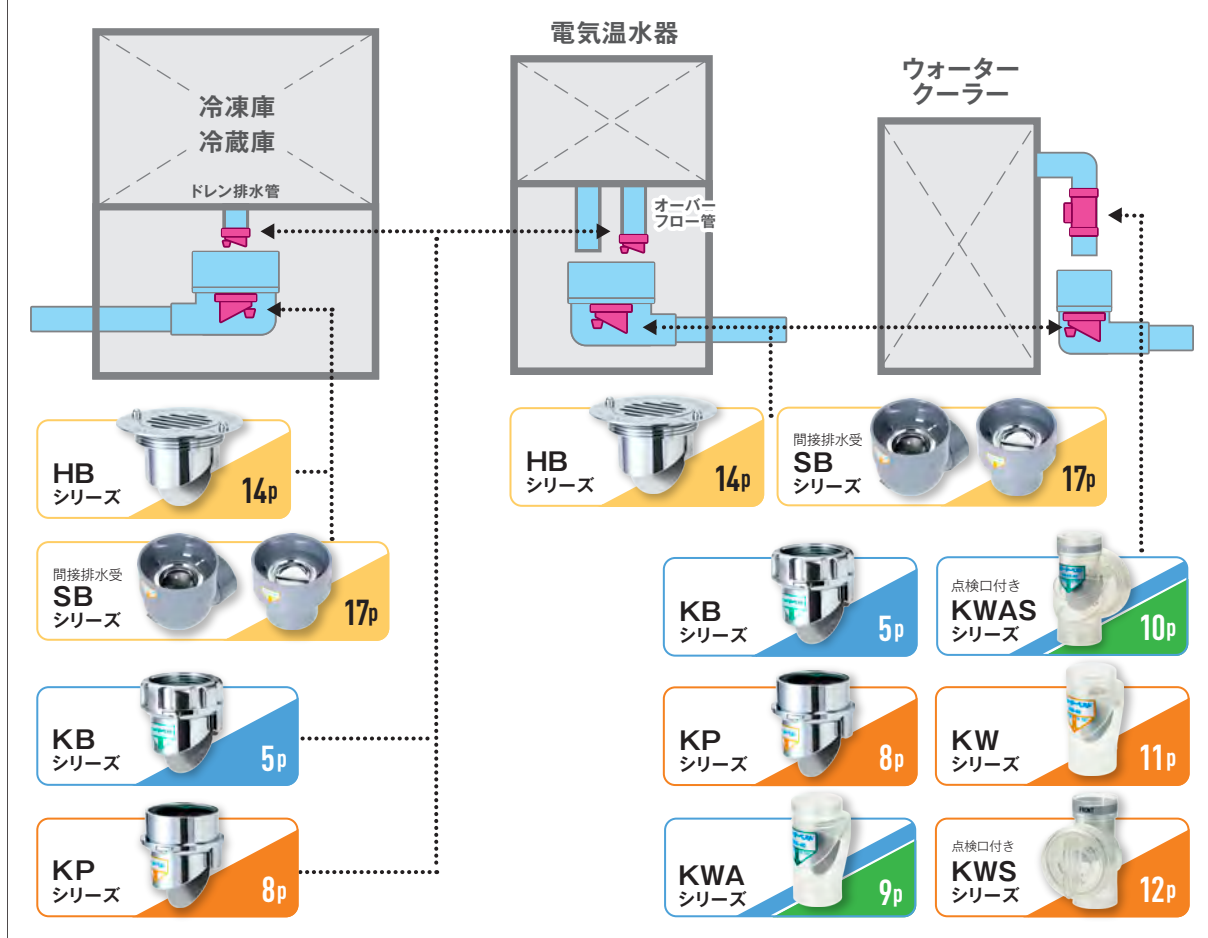 電気温水器
ウォーター
クーラー
冷凍庫
冷蔵庫
ドレン排水管
オーバー
フロー管
HB
シリーズ
14p
間接排水受
SB
シリーズ
17p
KB
シリーズ
5p
KP
シリーズ
8p
HB
シリーズ
14p
間接排水受
SB
シリーズ
17p
KB
シリーズ
5p
点検口付き
KWAS
シリーズ
10p
KP
シリーズ
8p
KW
シリーズ
11p
KWA
シリーズ
9p
点検口付き
KWS
シリーズ
12p